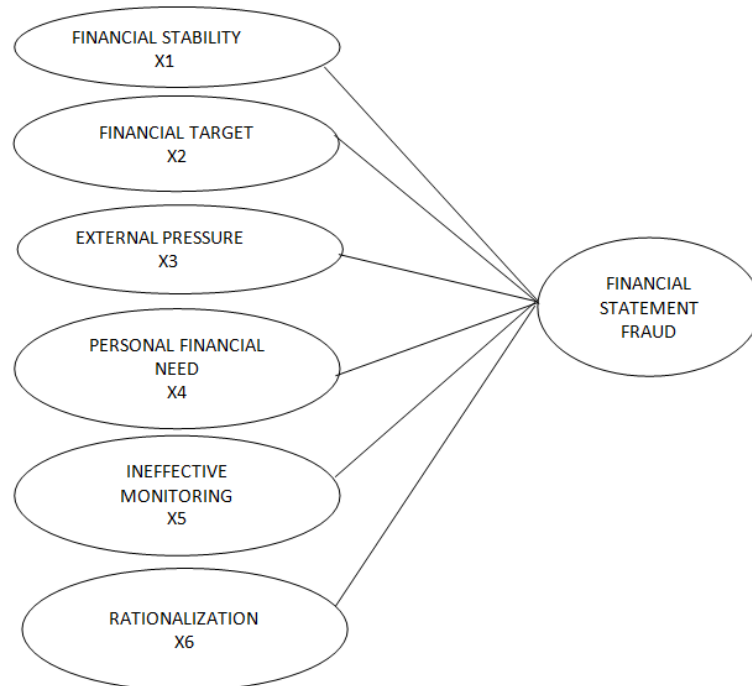 FINANCIAL STABILITY
X1
FINANCIAL TARGET
X2
EXTERNAL PRESSURE
X3
PERSONAL FINANCIAL
NEED
X4
INEFFECTIVE
MONITORING
X5
RATIONALIZATION
X6
FINANCIAL
STATEMENT
FRAUD